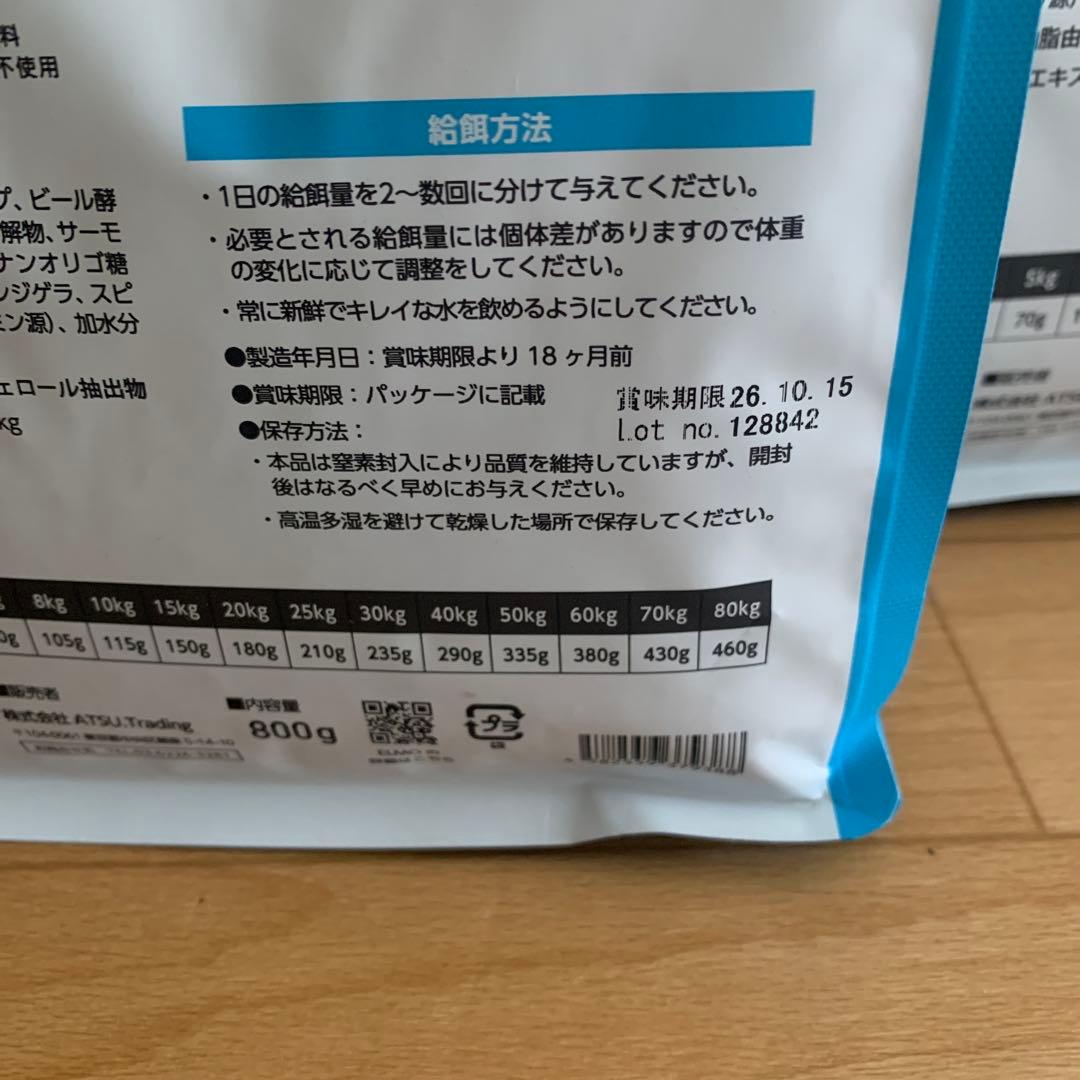 料
不使用
給餌方法
プ、ビール酵
解物、サーモ
ナンオリゴ糖
ンジゲラ、スピ
ミン源)、加水分
ェロール抽出物
kg
・1日の給餌量を2〜数回に分けて与えてください。
・必要とされる給餌量には個体差がありますので体重
の変化に応じて調整をしてください。
・常に新鮮でキレイな水を飲めるようにしてください。
●製造年月日：賞味期限より 18 ヶ月前
●賞味期限：パッケージに記載
賞味期限 26. 10. 15
Lot no. 128842
●保存方法：
・本品は窒素封入により品質を維持していますが、開封
後はなるべく早めにお与えください。
・高温多湿を避けて乾燥した場所で保存してください。
8kg 10kg 15kg 20kg 25kg 30kg 40kg 50kg 60kg 70kg 80kg
0g 105g 115g 150g 180g 210g 235g 290g 335g 380g 430g 460g
■販売者
株式会社 ATSU.Trading
■内容量
800g
プラ
脂由
エキス
5kg
70g
■販売者
株式会社 ATSU